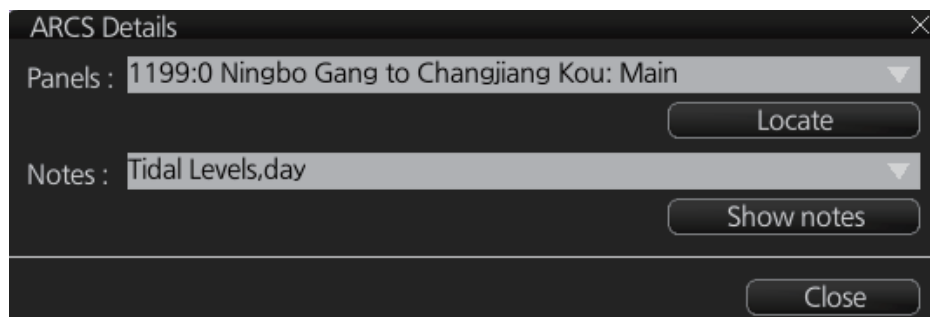 ARCS Details
Panels : 1199:0 Ningbo Gang to Changjiang Kou: Main
Locate
Notes : Tidal Levels,day
Show notes
Close